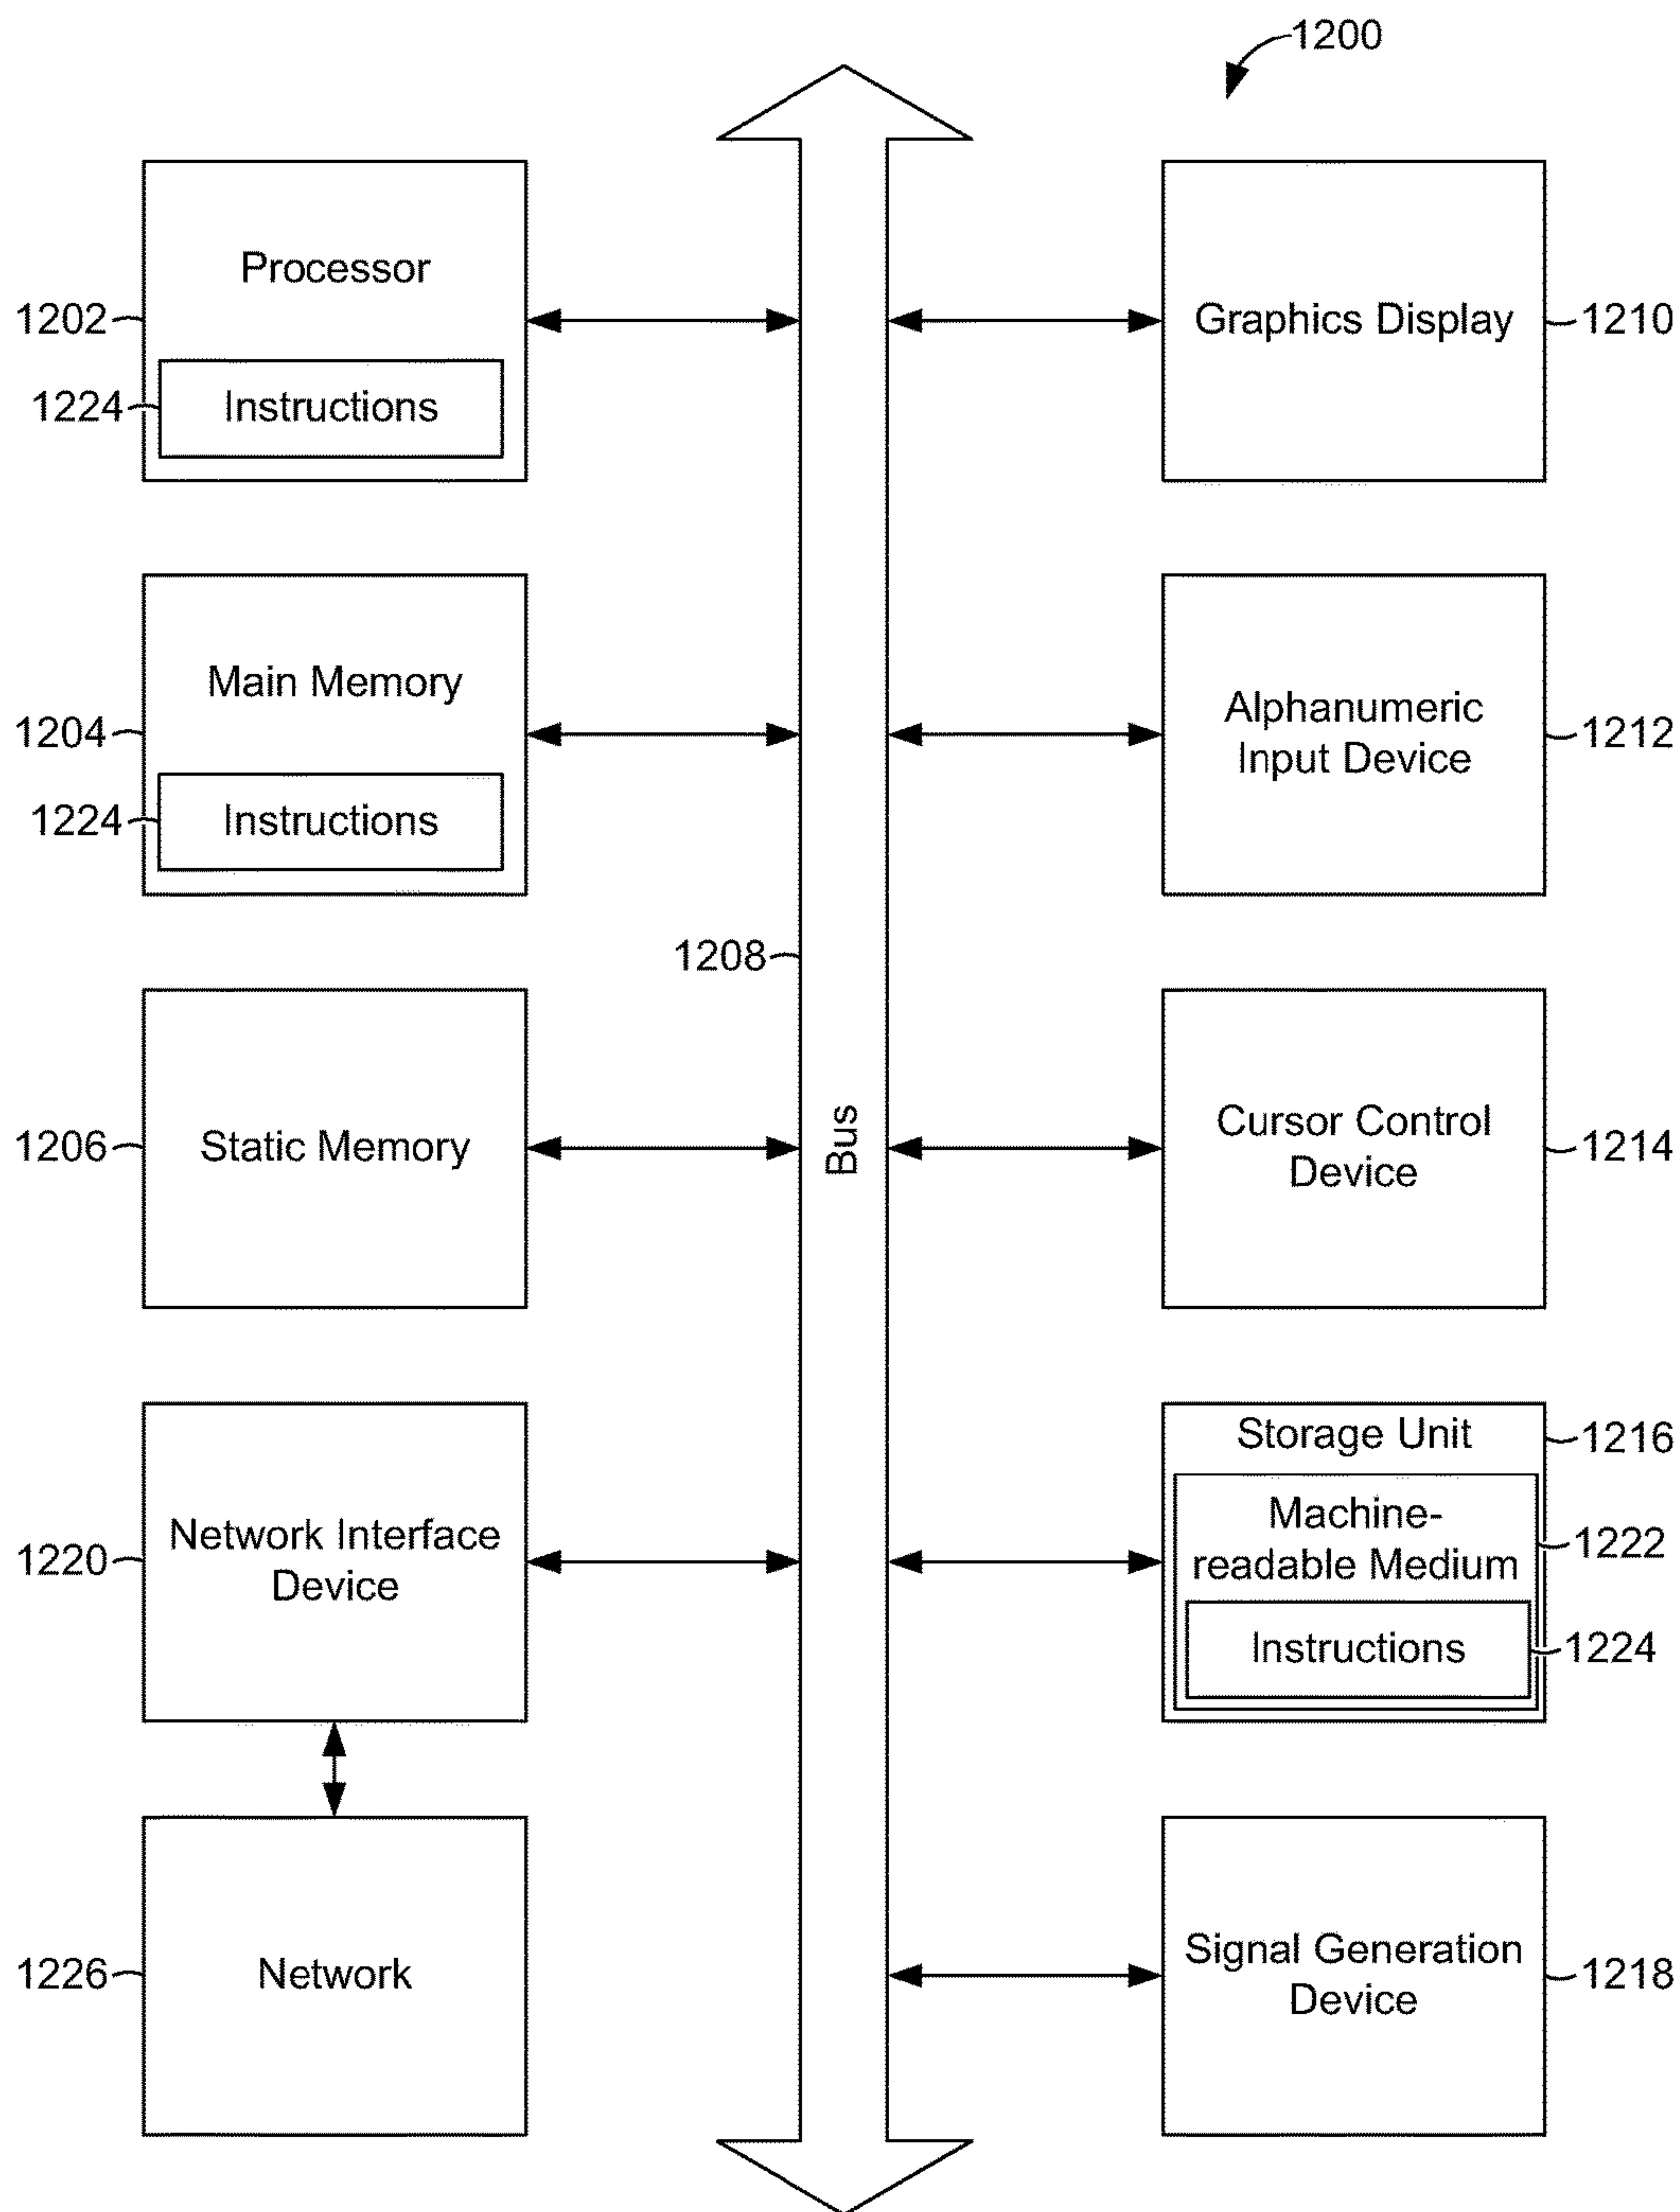 1200
Processor
1202
1224
Instructions
Graphics Display
1210
Main Memory
1204
1224
Instructions
Alphanumeric
Input Device
1212
1208
Bus
Static Memory
1206
Cursor Control
Device
1214
Network Interface
Device
1220
Storage Unit
1216
Machine-
readable Medium
1222
Instructions
1224
Network
1226
Signal Generation
Device
1218